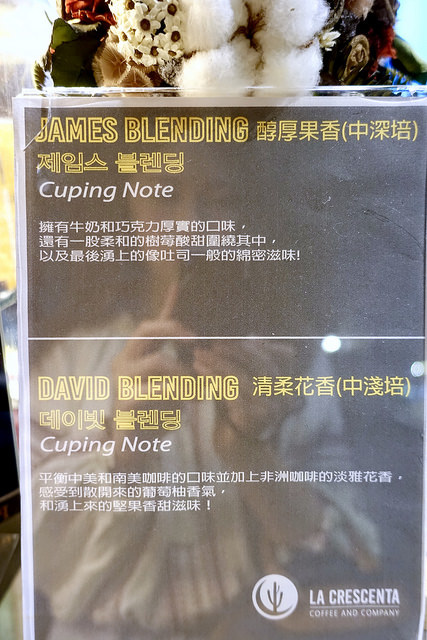 JAMES BLENDING 醇厚果香(中深培)
제임스 블렌딩
Cuping Note
擁有牛奶和巧克力厚實的口味，
還有一股柔和的樹莓酸甜圍繞其中，
以及最後湧上的像吐司一般的綿密滋味!
DAVID BLENDING 清柔花香(中淺培)
데이빗 블렌딩
Cuping Note
平衡中美和南美咖啡的口味並加上非洲咖啡的淡雅花香。
感受到散開來的葡萄柚香氣，
和湧上來的堅果香甜滋味！
LA CRESCENTA
COFFEE AND COMPANY